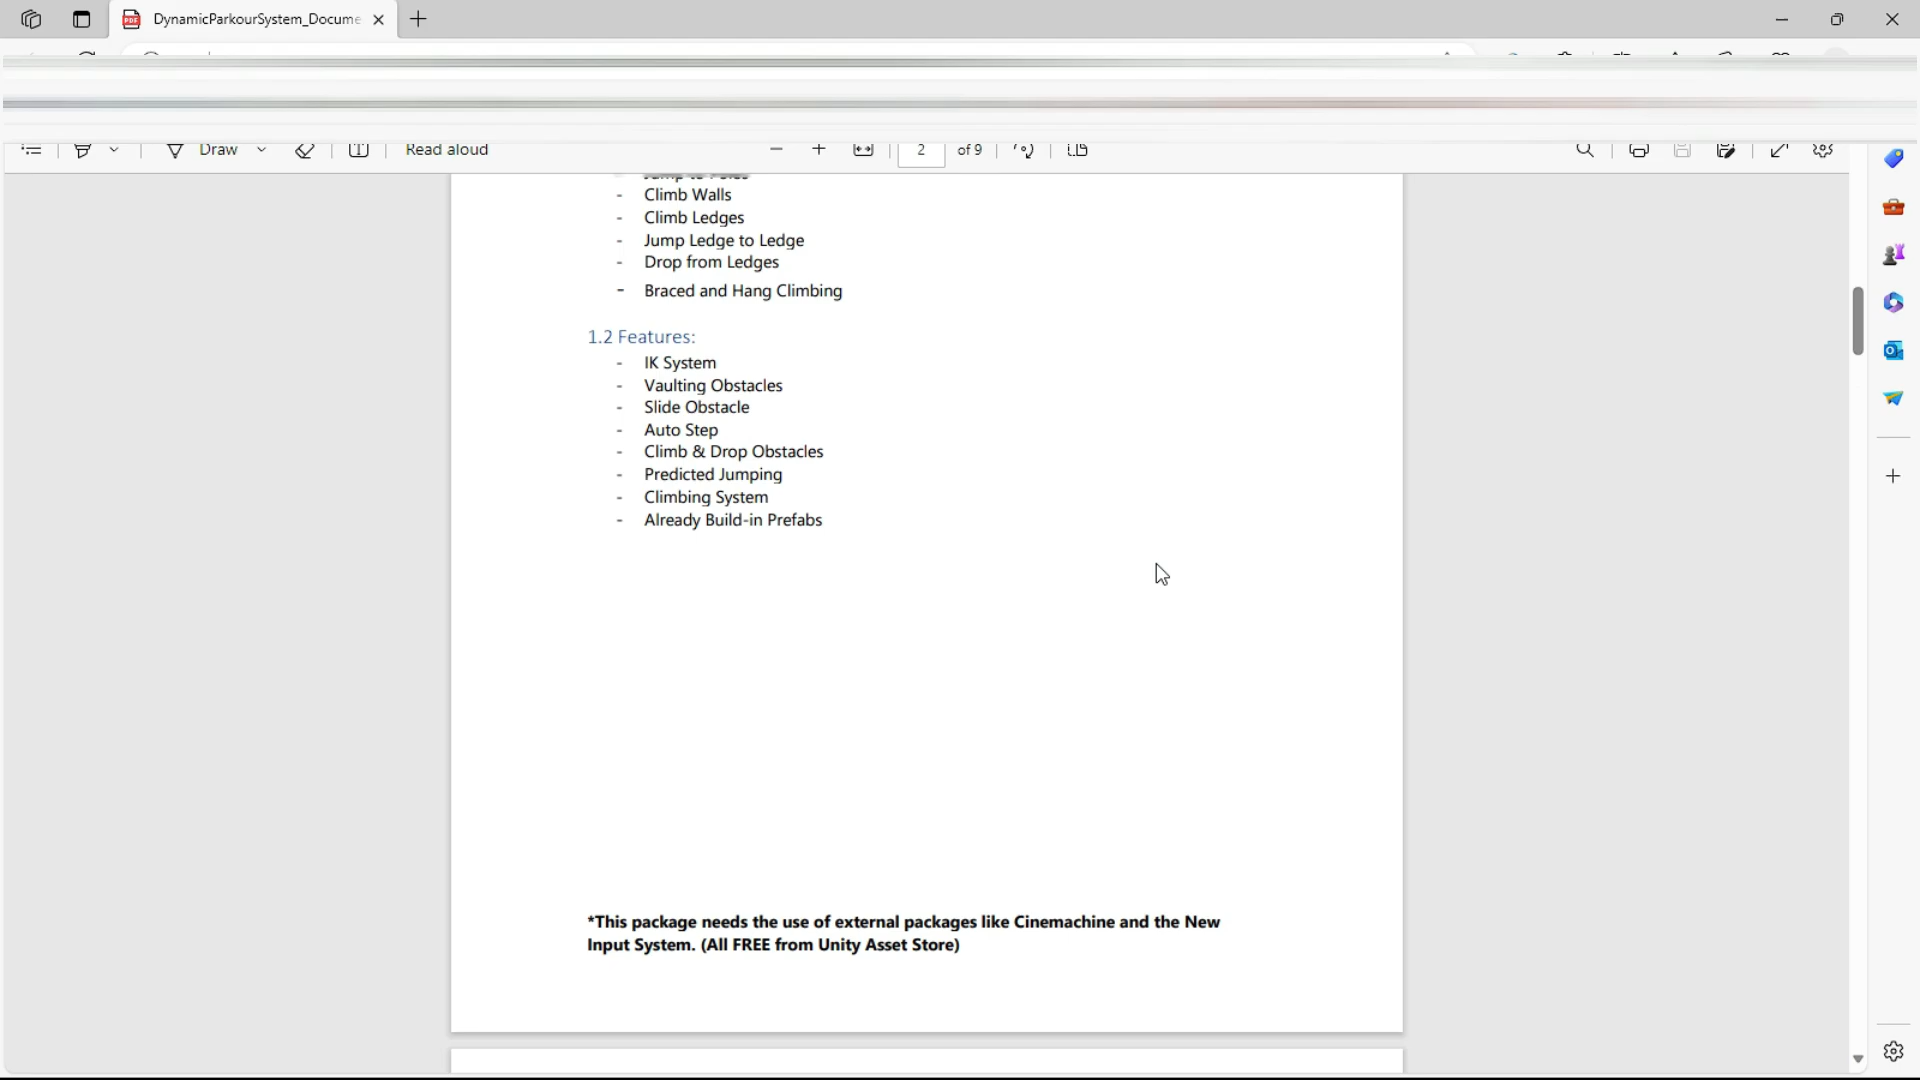 DynamicParkourSystem_Docume
Draw
Read aloud
2 of 9
- Climb Walls
- Climb Ledges
- Jump Ledge to Ledge
- Drop from Ledges
- Braced and Hang Climbing
1.2 Features:
- IK System
- Vaulting Obstacles
- Slide Obstacle
- Auto Step
- Climb & Drop Obstacles
- Predicted Jumping
- Climbing System
- Already Build-in Prefabs
*This package needs the use of external packages like Cinemachine and the New
Input System. (All FREE from Unity Asset Store)